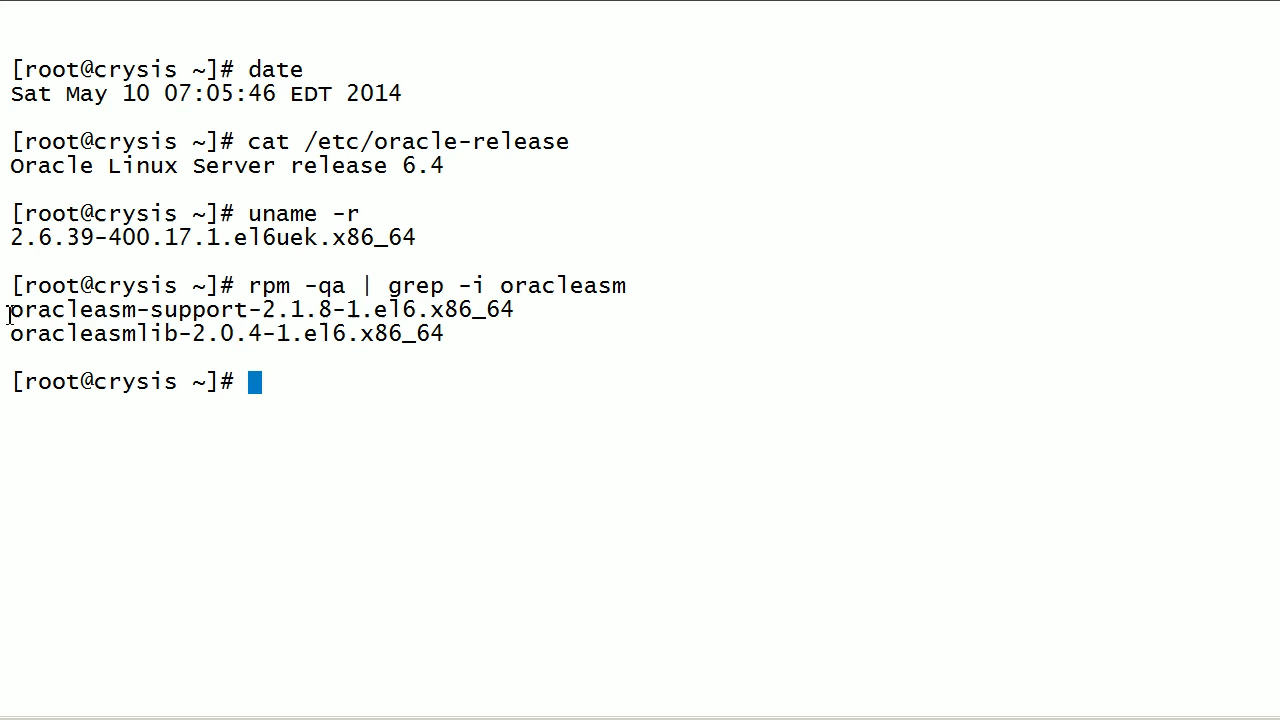 [root@crysis ~]# date
Sat May 10 07:05:46 EDT 2014
[root@crysis ~]# cat /etc/oracle-release
Oracle Linux Server release 6.4
[root@crysis ~]# uname -r
2.6.39-400.17.1.el6uek.x86_64
[root@crysis ~]# rpm -qa | grep -i oracleasm
oracleasm-support-2.1.8-1.el6.x86_64
oracleasmlib-2.0.4-1.el6.x86_64
[root@crysis ~]#